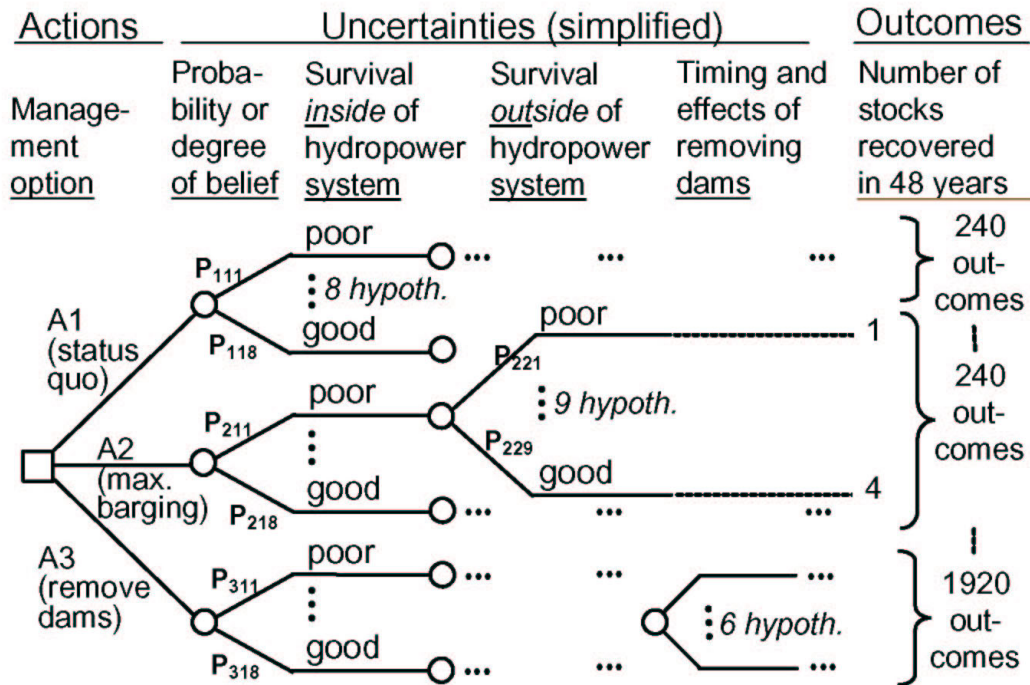 Actions Uncertainties (simplified) Outcomes
Manage-
ment
option
Proba-
bility or
degree
of belief
Survival
inside of
hydropower
system
Survival
outside of
hydropower
system
Timing and
effects of
removing
dams
Number of
stocks
recovered
in 48 years
A1
(status
quo)
P111
poor
8 hypoth.
P118
good
A2
(max.
barging)
P211
poor
P218
good
P221
poor
9 hypoth.
P229
good
1
4
A3
(remove
dams)
P311
poor
P318
good
6 hypoth.
240
out-
comes
240
out-
comes
1920
out-
comes